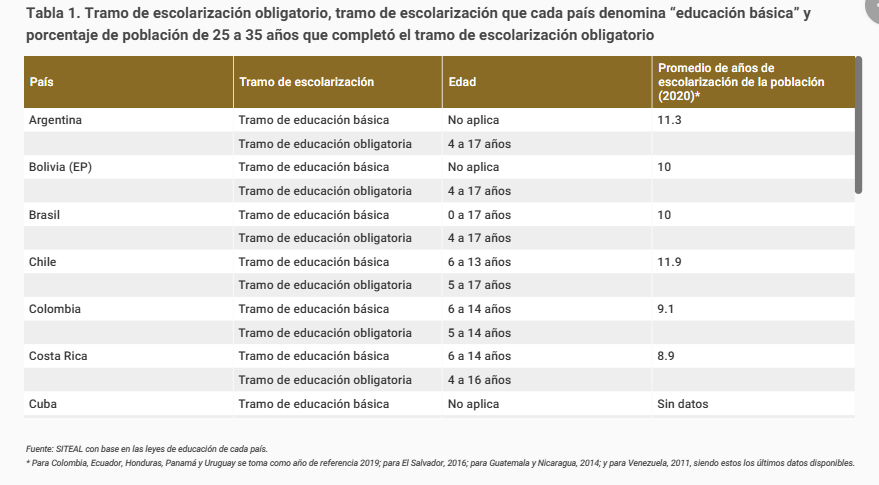 Tabla 1. Tramo de escolarización obligatorio, tramo de escolarización que cada país denomina “educación básica” y
porcentaje de población de 25 a 35 años que completó el tramo de escolarización obligatorio
País Tramo de escolarización Edad Promedio de años de escolarización de la población (2020)*
Argentina Tramo de educación básica No aplica 11.3
Tramo de educación obligatoria 4 a 17 años
Bolivia (EP) Tramo de educación básica No aplica 10
Tramo de educación obligatoria 4 a 17 años
Brasil Tramo de educación básica 0 a 17 años 10
Tramo de educación obligatoria 4 a 17 años
Chile Tramo de educación básica 6 a 13 años 11.9
Tramo de educación obligatoria 5 a 17 años
Colombia Tramo de educación básica 6 a 14 años 9.1
Tramo de educación obligatoria 5 a 14 años
Costa Rica Tramo de educación básica 6 a 14 años 8.9
Tramo de educación obligatoria 4 a 16 años
Cuba Tramo de educación básica No aplica Sin datos
Fuente: SITEAL con base en las leyes de educación de cada país.
* Para Colombia, Ecuador, Honduras, Panamá y Uruguay se toma como año de referencia 2019; para El Salvador, 2016; para Guatemala y Nicaragua, 2014; y para Venezuela, 2011, siendo estos los últimos datos disponibles.